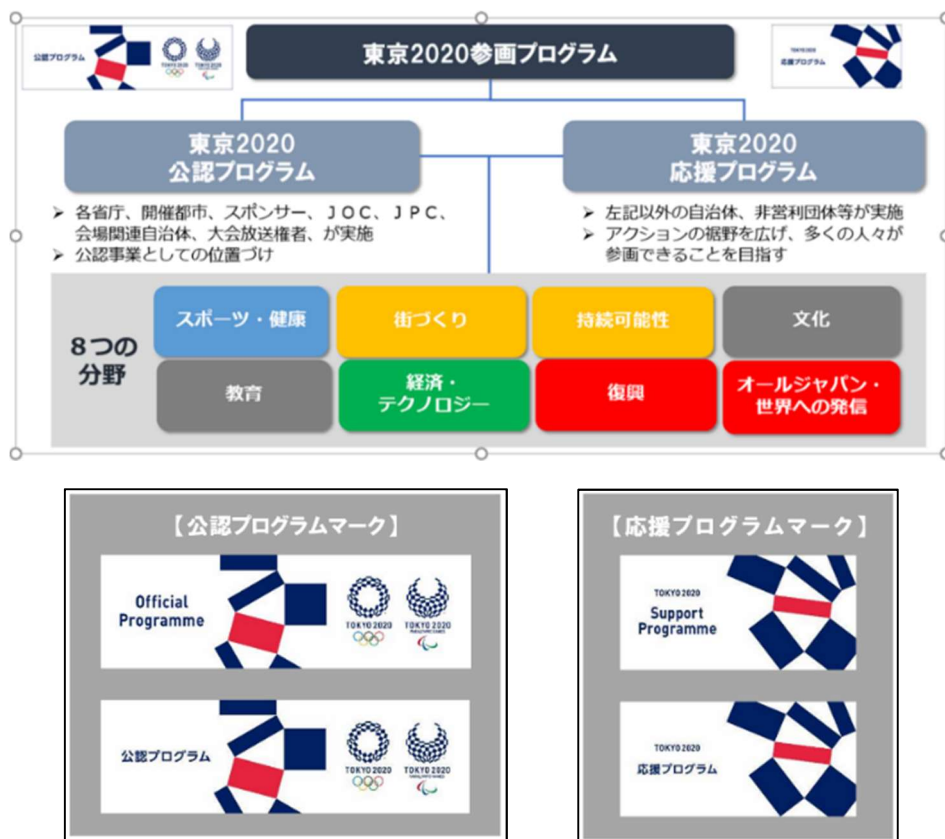 公認プログラム
TOKYO 2020
TOKYO 2020
東京2020参画プログラム
TOKYO 2020
応援プログラム
東京2020
公認プログラム
東京2020
応援プログラム
➢ 各省庁、開催都市、スポンサー、ＪＯＣ、ＪＰＣ、
会場関連自治体、大会放送権者、が実施
➢ 公認事業としての位置づけ
➢ 左記以外の自治体、非営利団体等が実施
➢ アクションの裾野を広げ、多くの人々が
参画できることを目指す
８つの
分野
スポーツ・健康
街づくり
持続可能性
文化
教育
経済・
テクノロジー
復興
オールジャパン・
世界への発信
【公認プログラムマーク】
Official
Programme
TOKYO 2020
TOKYO 2020
PARALYMPIC GAMES
公認プログラム
TOKYO 2020
TOKYO 2020
PARALYMPIC GAMES
【応援プログラムマーク】
TOKYO 2020
Support
Programme
TOKYO 2020
応援プログラム